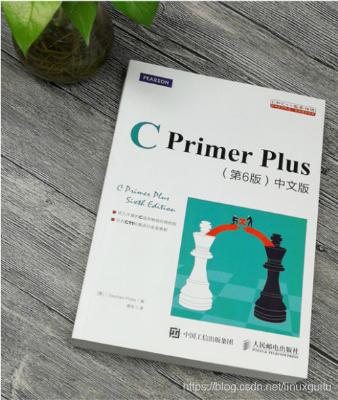 PEARSON
C Primer Plus
(第6版)中文版
C Primer Plus
Sixth Edition
[美] Stephen Prata 著
中国工信出版集团
人民邮电出版社
https://blog.csdn.net/linuxguitu